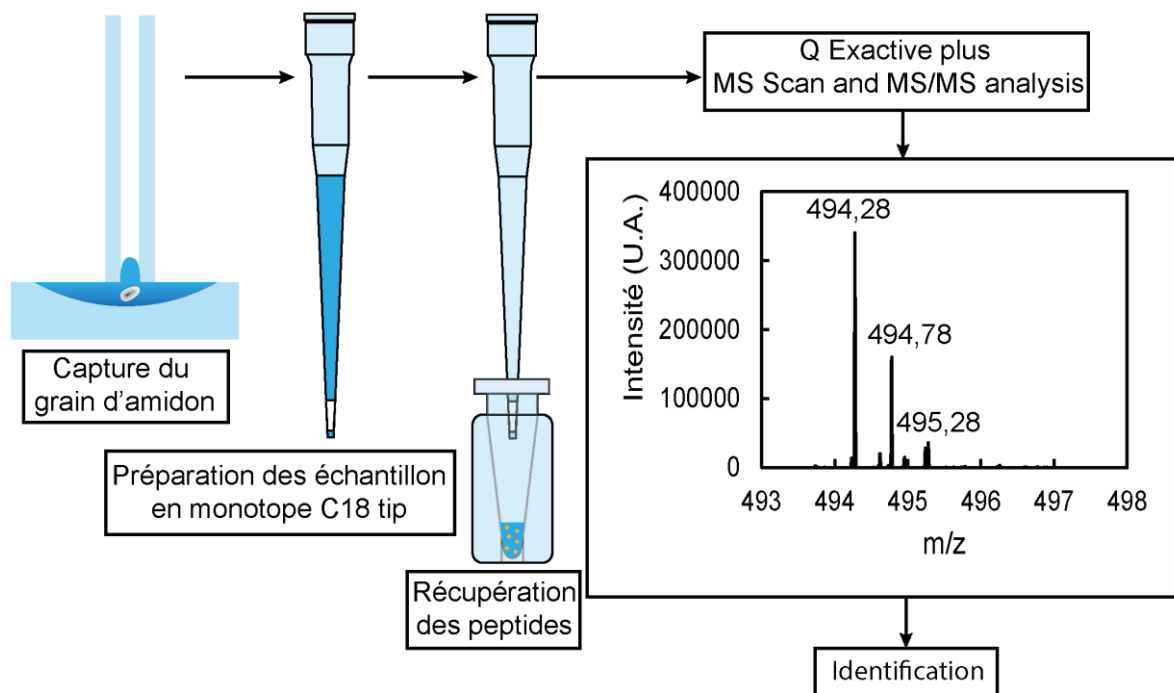 Capture du
grain d'amidon
Préparation des échantillon
en monotope C18 tip
Récupération
des peptides
Q Exactive plus
MS Scan and MS/MS analysis
Intensité (U.A.)
400000
300000
200000
100000
0
494,28
494,78
495,28
493 494 495 496 497 498
m/z
Identification